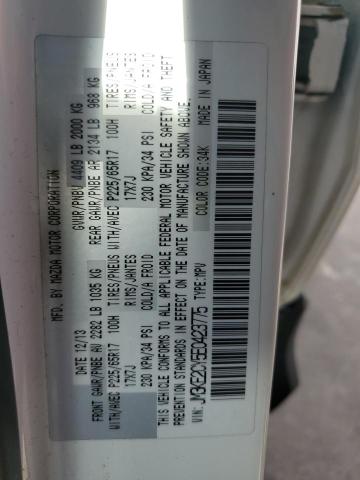 MFD. BY MAZDA MOTOR CORPORATION
DATE 12/13 GVWR/PNBV 4409 LB 2000 KG
FRONT GAWR/PNBE AV 2282 LB 1035 KG REAR GAWR/PNBE AR 2134 LB 968 KG
TIRES/PNEUS WITH/AVEC P225/65R17 100H TIRES/PNEUS WITH/AVEC P225/65R17 100H
RIMS/JANTES 17X7J RIMS/JANTES 17X7J
COLD/A FROID 230 KPA/34 PSI COLD/A FROID 230 KPA/34 PSI
THIS VEHICLE CONFORMS TO ALL APPLICABLE FEDERAL MOTOR VEHICLE SAFETY AND THEFT
PREVENTION STANDARDS IN EFFECT ON THE DATE OF MANUFACTURE SHOWN ABOVE.
VIN: JM3KE2CY5E0423775 COLOR CODE: 34K MADE IN JAPAN
TYPE: MPV